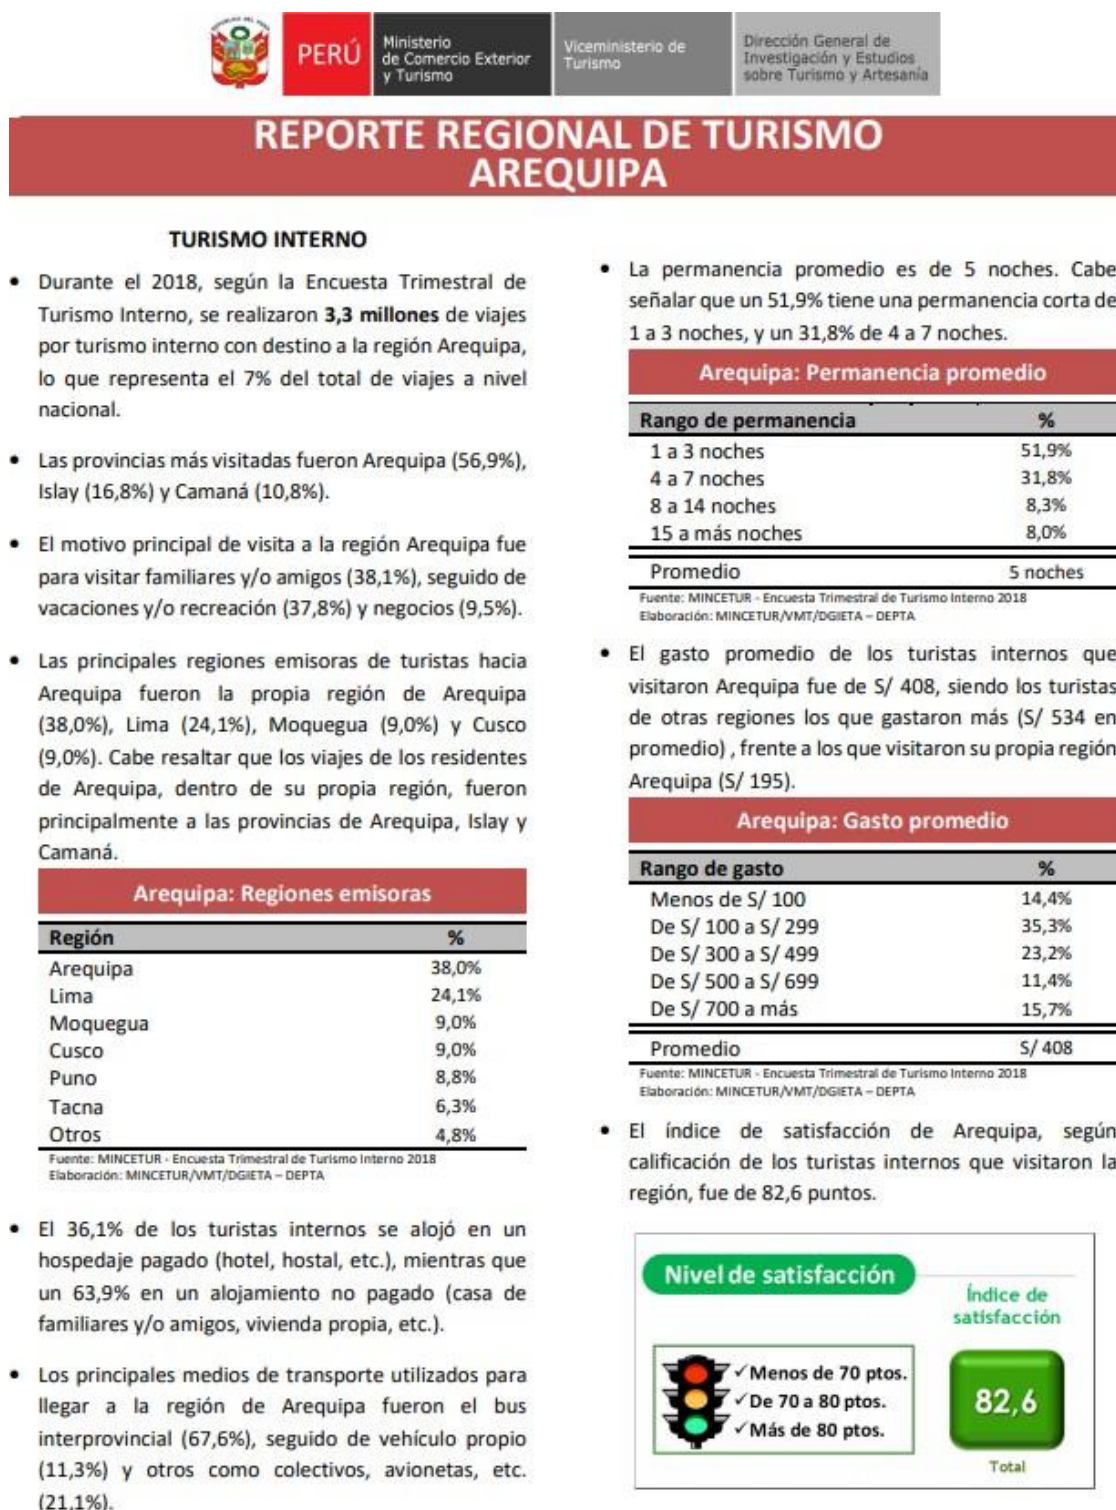 PERÚ
Ministerio
de Comercio Exterior
y Turismo
Viceministerio de
Turismo
Dirección General de
Investigación y Estudios
sobre Turismo y Artesanía
REPORTE REGIONAL DE TURISMO
AREQUIPA
TURISMO INTERNO
• Durante el 2018, según la Encuesta Trimestral de
Turismo Interno, se realizaron 3,3 millones de viajes
por turismo interno con destino a la región Arequipa,
lo que representa el 7% del total de viajes a nivel
nacional.
• Las provincias más visitadas fueron Arequipa (56,9%),
Islay (16,8%) y Camaná (10,8%).
• El motivo principal de visita a la región Arequipa fue
para visitar familiares y/o amigos (38,1%), seguido de
vacaciones y/o recreación (37,8%) y negocios (9,5%).
• Las principales regiones emisoras de turistas hacia
Arequipa fueron la propia región de Arequipa
(38,0%), Lima (24,1%), Moquegua (9,0%) y Cusco
(9,0%). Cabe resaltar que los viajes de los residentes
de Arequipa, dentro de su propia región, fueron
principalmente a las provincias de Arequipa, Islay y
Camaná.
Arequipa: Regiones emisoras
Región %
Arequipa 38,0%
Lima 24,1%
Moquegua 9,0%
Cusco 9,0%
Puno 8,8%
Tacna 6,3%
Otros 4,8%
Fuente: MINCETUR - Encuesta Trimestral de Turismo Interno 2018
Elaboración: MINCETUR/VMT/DGIETA – DEPTA
• El 36,1% de los turistas internos se alojó en un
hospedaje pagado (hotel, hostal, etc.), mientras que
un 63,9% en un alojamiento no pagado (casa de
familiares y/o amigos, vivienda propia, etc.).
• Los principales medios de transporte utilizados para
llegar a la región de Arequipa fueron el bus
interprovincial (67,6%), seguido de vehículo propio
(11,3%) y otros como colectivos, avionetas, etc.
(21,1%).
• La permanencia promedio es de 5 noches. Cabe
señalar que un 51,9% tiene una permanencia corta de
1 a 3 noches, y un 31,8% de 4 a 7 noches.
Arequipa: Permanencia promedio
Rango de permanencia %
1 a 3 noches 51,9%
4 a 7 noches 31,8%
8 a 14 noches 8,3%
15 a más noches 8,0%
Promedio 5 noches
Fuente: MINCETUR - Encuesta Trimestral de Turismo Interno 2018
Elaboración: MINCETUR/VMT/DGIETA – DEPTA
• El gasto promedio de los turistas internos que
visitaron Arequipa fue de S/ 408, siendo los turistas
de otras regiones los que gastaron más (S/ 534 en
promedio) , frente a los que visitaron su propia región
Arequipa (S/ 195).
Arequipa: Gasto promedio
Rango de gasto %
Menos de S/ 100 14,4%
De S/ 100 a S/ 299 35,3%
De S/ 300 a S/ 499 23,2%
De S/ 500 a S/ 699 11,4%
De S/ 700 a más 15,7%
Promedio S/ 408
Fuente: MINCETUR - Encuesta Trimestral de Turismo Interno 2018
Elaboración: MINCETUR/VMT/DGIETA – DEPTA
• El índice de satisfacción de Arequipa, según
calificación de los turistas internos que visitaron la
región, fue de 82,6 puntos.
Nivel de satisfacción
Índice de
satisfacción
✓ Menos de 70 ptos.
✓ De 70 a 80 ptos.
✓ Más de 80 ptos.
82,6
Total